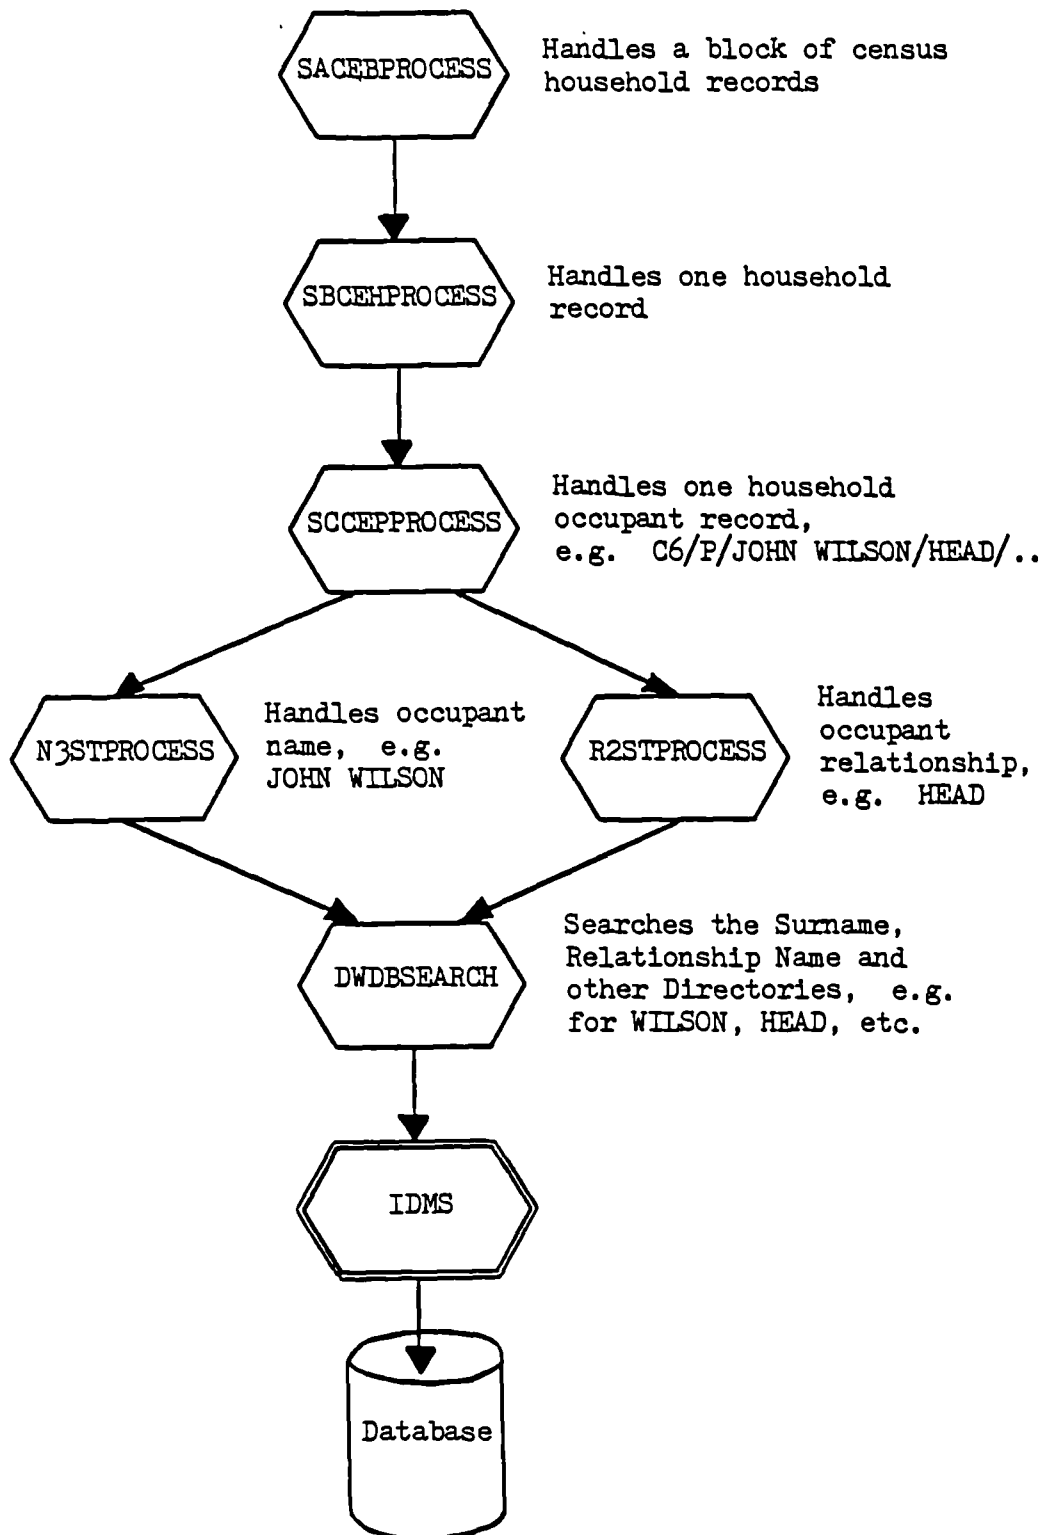 SACEBPROCESS
Handles a block of census
household records
SBCEHPROCESS
Handles one household
record
SCCEPPROCESS
Handles one household
occupant record,
e.g. C6/P/JOHN WILSON/HEAD/..
N3STPROCESS
Handles occupant
name, e.g.
JOHN WILSON
R2STPROCESS
Handles
occupant
relationship,
e.g. HEAD
DWDBSEARCH
Searches the Surname,
Relationship Name and
other Directories, e.g.
for WILSON, HEAD, etc.
IDMS
Database